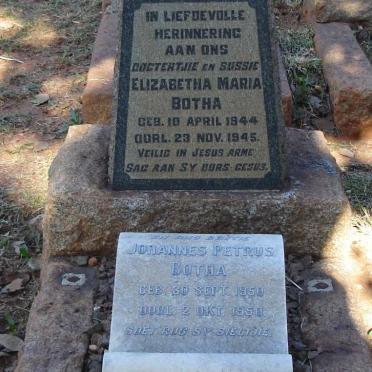 IN LIEFDEVOLLE
HERINNERING
AAN ONS
DOGTERTJIE EN SUSSIE
ELIZABETHA MARIA
BOTHA
GEB. 10 APRIL 1944
OORL. 23 NOV. 1945.
VEILIG IN JESUS ARME
SAG AAN SY BORS GESUS.
JOHANNES PETRUS
BOTHA
GEB. 30 SEPT. 1950
OORL. 2 OKT. 1950
SOET RUS SY SIELTJIE